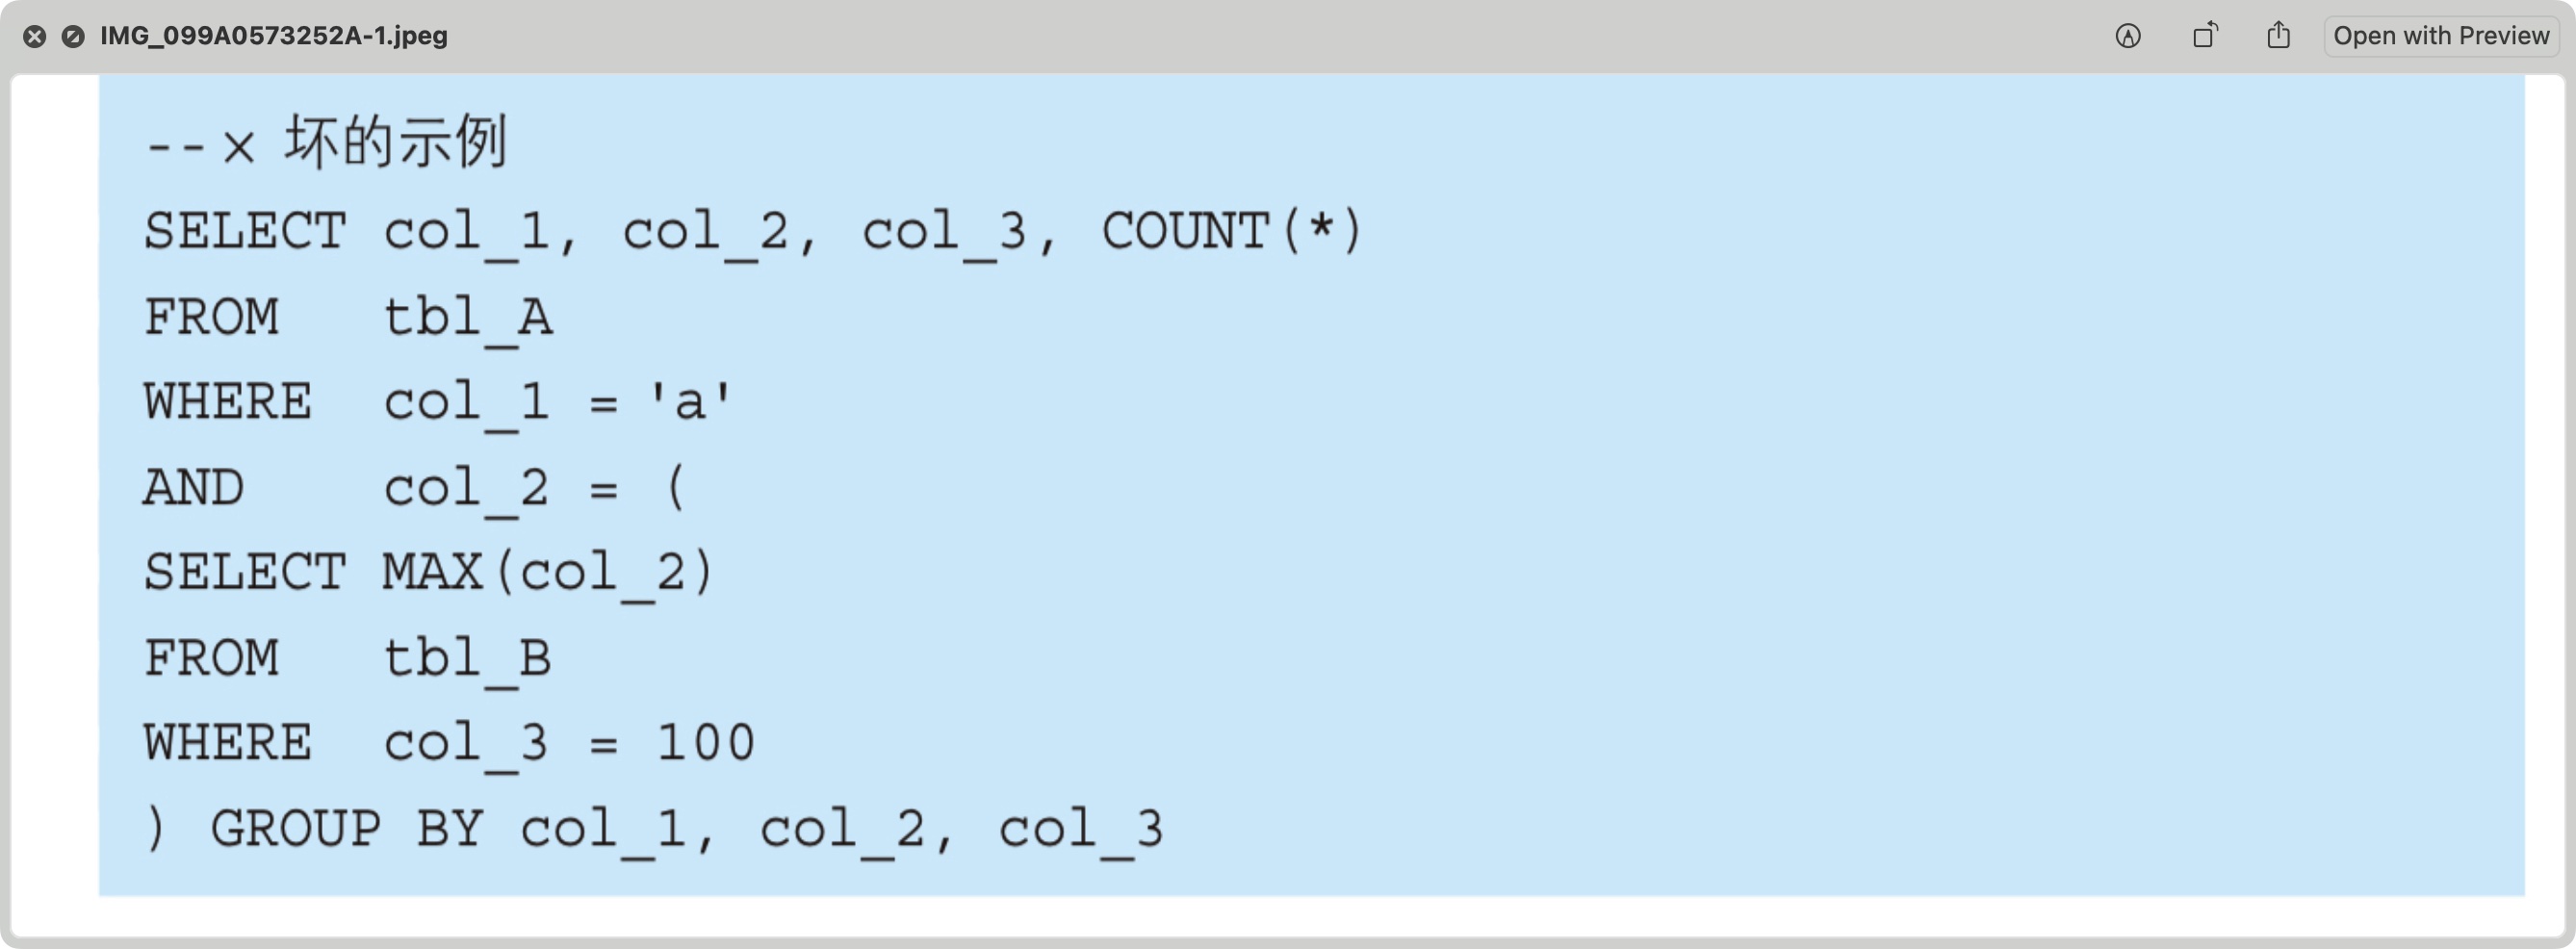 IMG_099A0573252A-1.jpeg
Open with Preview
--× 坏的示例
SELECT col_1, col_2, col_3, COUNT(*)
FROM   tbl_A
WHERE  col_1 = 'a'
AND    col_2 = (
SELECT MAX(col_2)
FROM   tbl_B
WHERE  col_3 = 100
) GROUP BY col_1, col_2, col_3